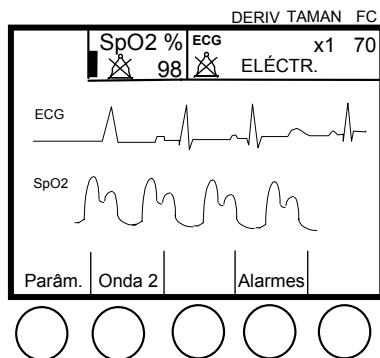 DERIV TAMAN FC
SpO2 % ECG x1 70
98 ELÉCTR.
ECG
SpO2
Parâm. Onda 2 Alarmes